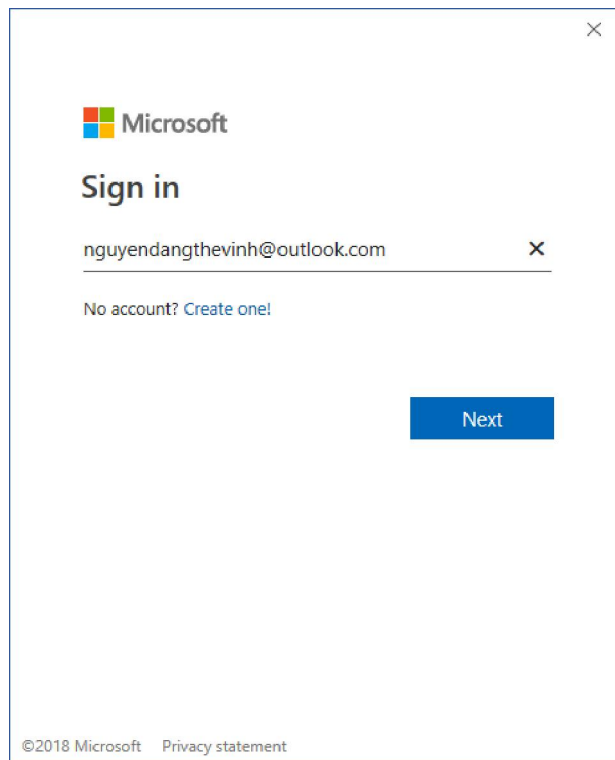 Microsoft
Sign in
nguyendangthevinh@outlook.com
No account? Create one!
Next
©2018 Microsoft Privacy statement